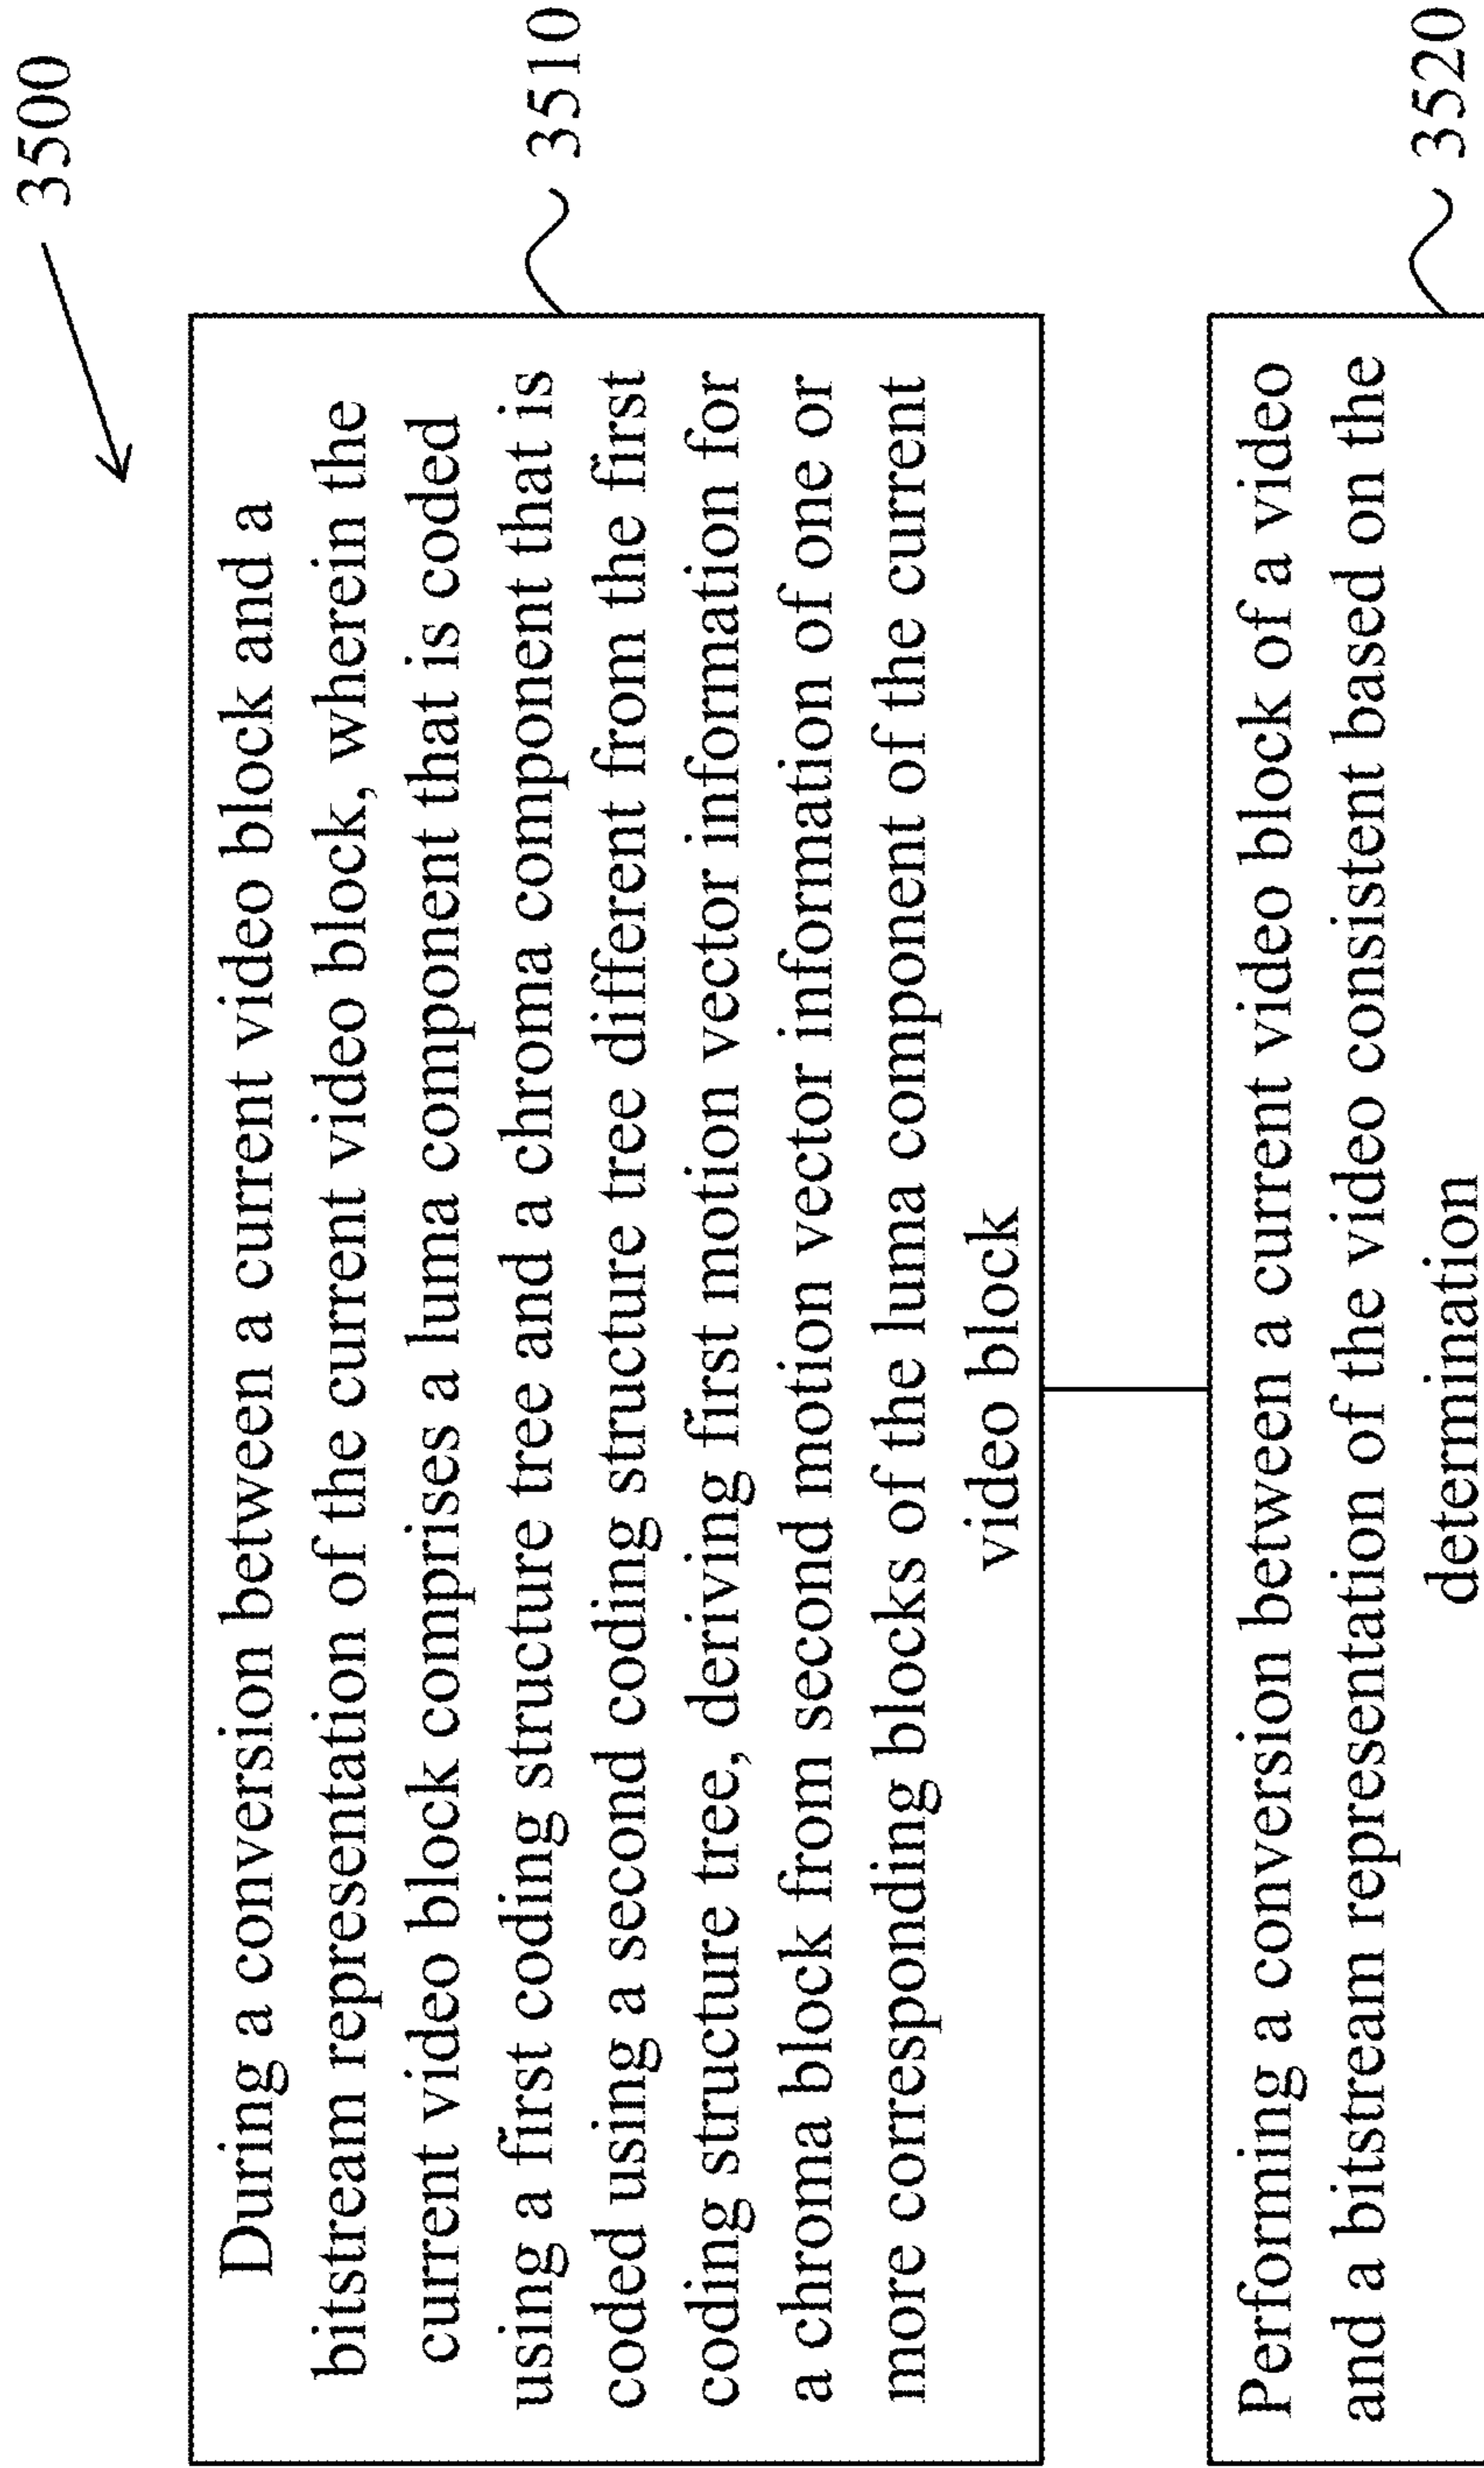 3500
During a conversion between a current video block and a
bitstream representation of the current video block, wherein the
current video block comprises a luma component that is coded
using a first coding structure tree and a chroma component that is
coded using a second coding structure tree different from the first
coding structure tree, deriving first motion vector information for
a chroma block from second motion vector information of one or
more corresponding blocks of the luma component of the current
video block
3510
Performing a conversion between a current video block of a video
and a bitstream representation of the video consistent based on the
determination
3520